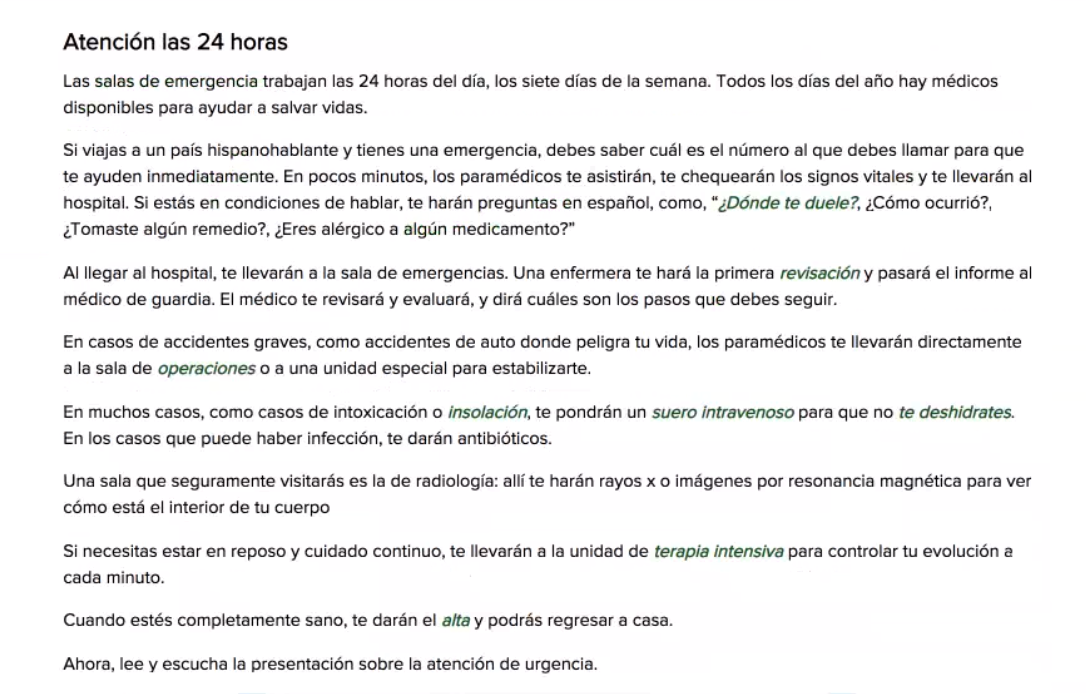 Atención las 24 horas
Las salas de emergencia trabajan las 24 horas del día, los siete días de la semana. Todos los días del año hay médicos
disponibles para ayudar a salvar vidas.
Si viajas a un país hispanohablante y tienes una emergencia, debes saber cuál es el número al que debes llamar para que
te ayuden inmediatamente. En pocos minutos, los paramédicos te asistirán, te chequearán los signos vitales y te llevarán al
hospital. Si estás en condiciones de hablar, te harán preguntas en español, como, “¿Dónde te duele?, ¿Cómo ocurrió?,
¿Tomaste algún remedio?, ¿Eres alérgico a algún medicamento?”
Al llegar al hospital, te llevarán a la sala de emergencias. Una enfermera te hará la primera revisación y pasará el informe al
médico de guardia. El médico te revisará y evaluará, y dirá cuáles son los pasos que debes seguir.
En casos de accidentes graves, como accidentes de auto donde peligra tu vida, los paramédicos te llevarán directamente
a la sala de operaciones o a una unidad especial para estabilizarte.
En muchos casos, como casos de intoxicación o insolación, te pondrán un suero intravenoso para que no te deshidrates.
En los casos que puede haber infección, te darán antibióticos.
Una sala que seguramente visitarás es la de radiología: allí te harán rayos x o imágenes por resonancia magnética para ver
cómo está el interior de tu cuerpo
Si necesitas estar en reposo y cuidado continuo, te llevarán a la unidad de terapia intensiva para controlar tu evolución a
cada minuto.
Cuando estés completamente sano, te darán el alta y podrás regresar a casa.
Ahora, lee y escucha la presentación sobre la atención de urgencia.